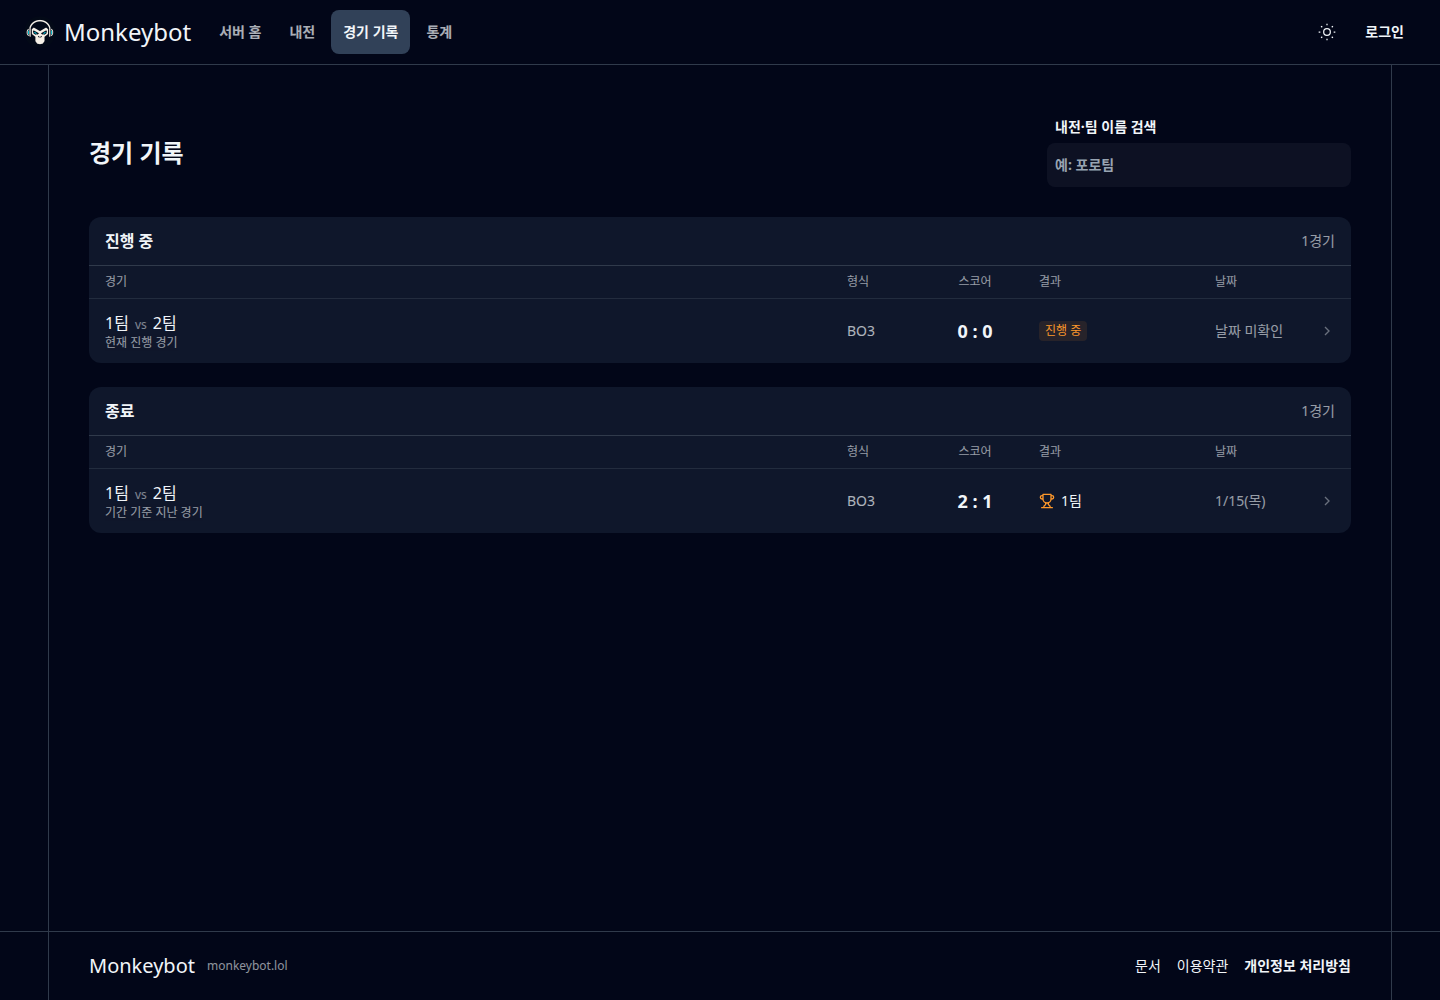 Monkeybot 서버 홈 내전 경기 기록 통계 로그인
내전·팀 이름 검색
경기 기록
예: 포로팀
진행 중 1경기
경기 형식 스코어 결과 날짜
1팀 vs 2팀
현재 진행 경기
BO3 0 : 0 진행 중 날짜 미확인
종료 1경기
경기 형식 스코어 결과 날짜
1팀 vs 2팀
기간 기준 지난 경기
BO3 2 : 1 1팀 1/15(목)
Monkeybot monkeybot.lol 문서 이용약관 개인정보 처리방침